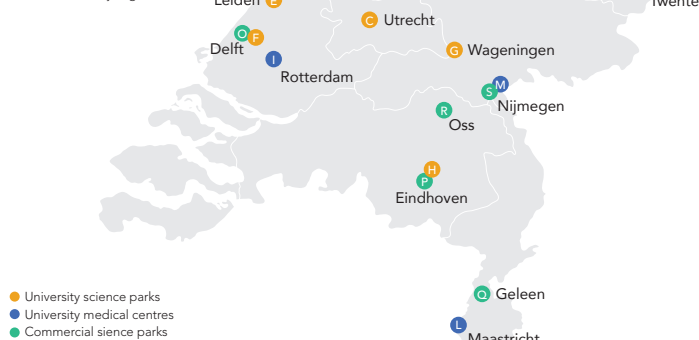 Leiden E
Twente
C Utrecht
O F
Delft
G Wageningen
I
Rotterdam
M
S
Nijmegen
R
Oss
H
P
Eindhoven
Q Geleen
L
Maastricht
University science parks
University medical centres
Commercial sience parks